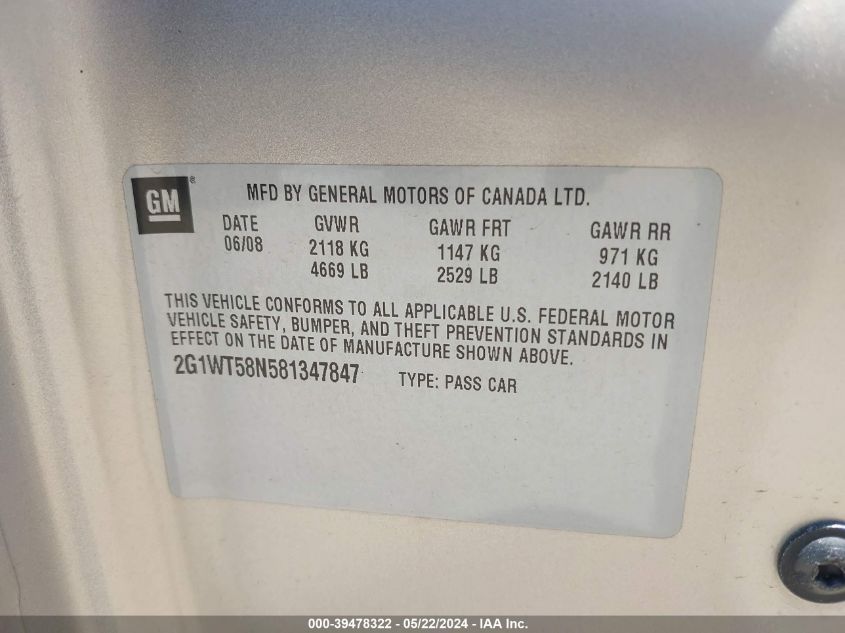 GM ®
MFD BY GENERAL MOTORS OF CANADA LTD.
DATE GVWR GAWR FRT GAWR RR
06/08 2118 KG 1147 KG 971 KG
4669 LB 2529 LB 2140 LB
THIS VEHICLE CONFORMS TO ALL APPLICABLE U.S. FEDERAL MOTOR
VEHICLE SAFETY, BUMPER, AND THEFT PREVENTION STANDARDS IN
EFFECT ON THE DATE OF MANUFACTURE SHOWN ABOVE.
2G1WT58N581347847 TYPE: PASS CAR
000-39478322 - 05/22/2024 - IAA Inc.